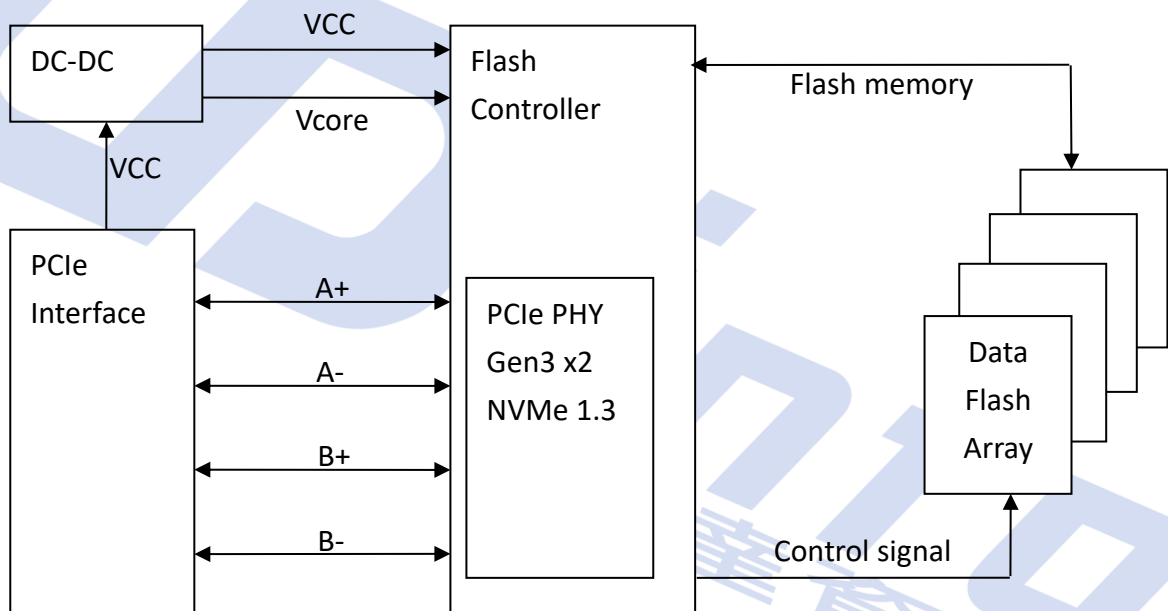 VCC
DC-DC
Flash
Controller
Flash memory
Vcore
VCC
PCIe
Interface
A+
PCIe PHY
Gen3 x2
NVMe 1.3
A-
B+
B-
Data
Flash
Array
Control signal